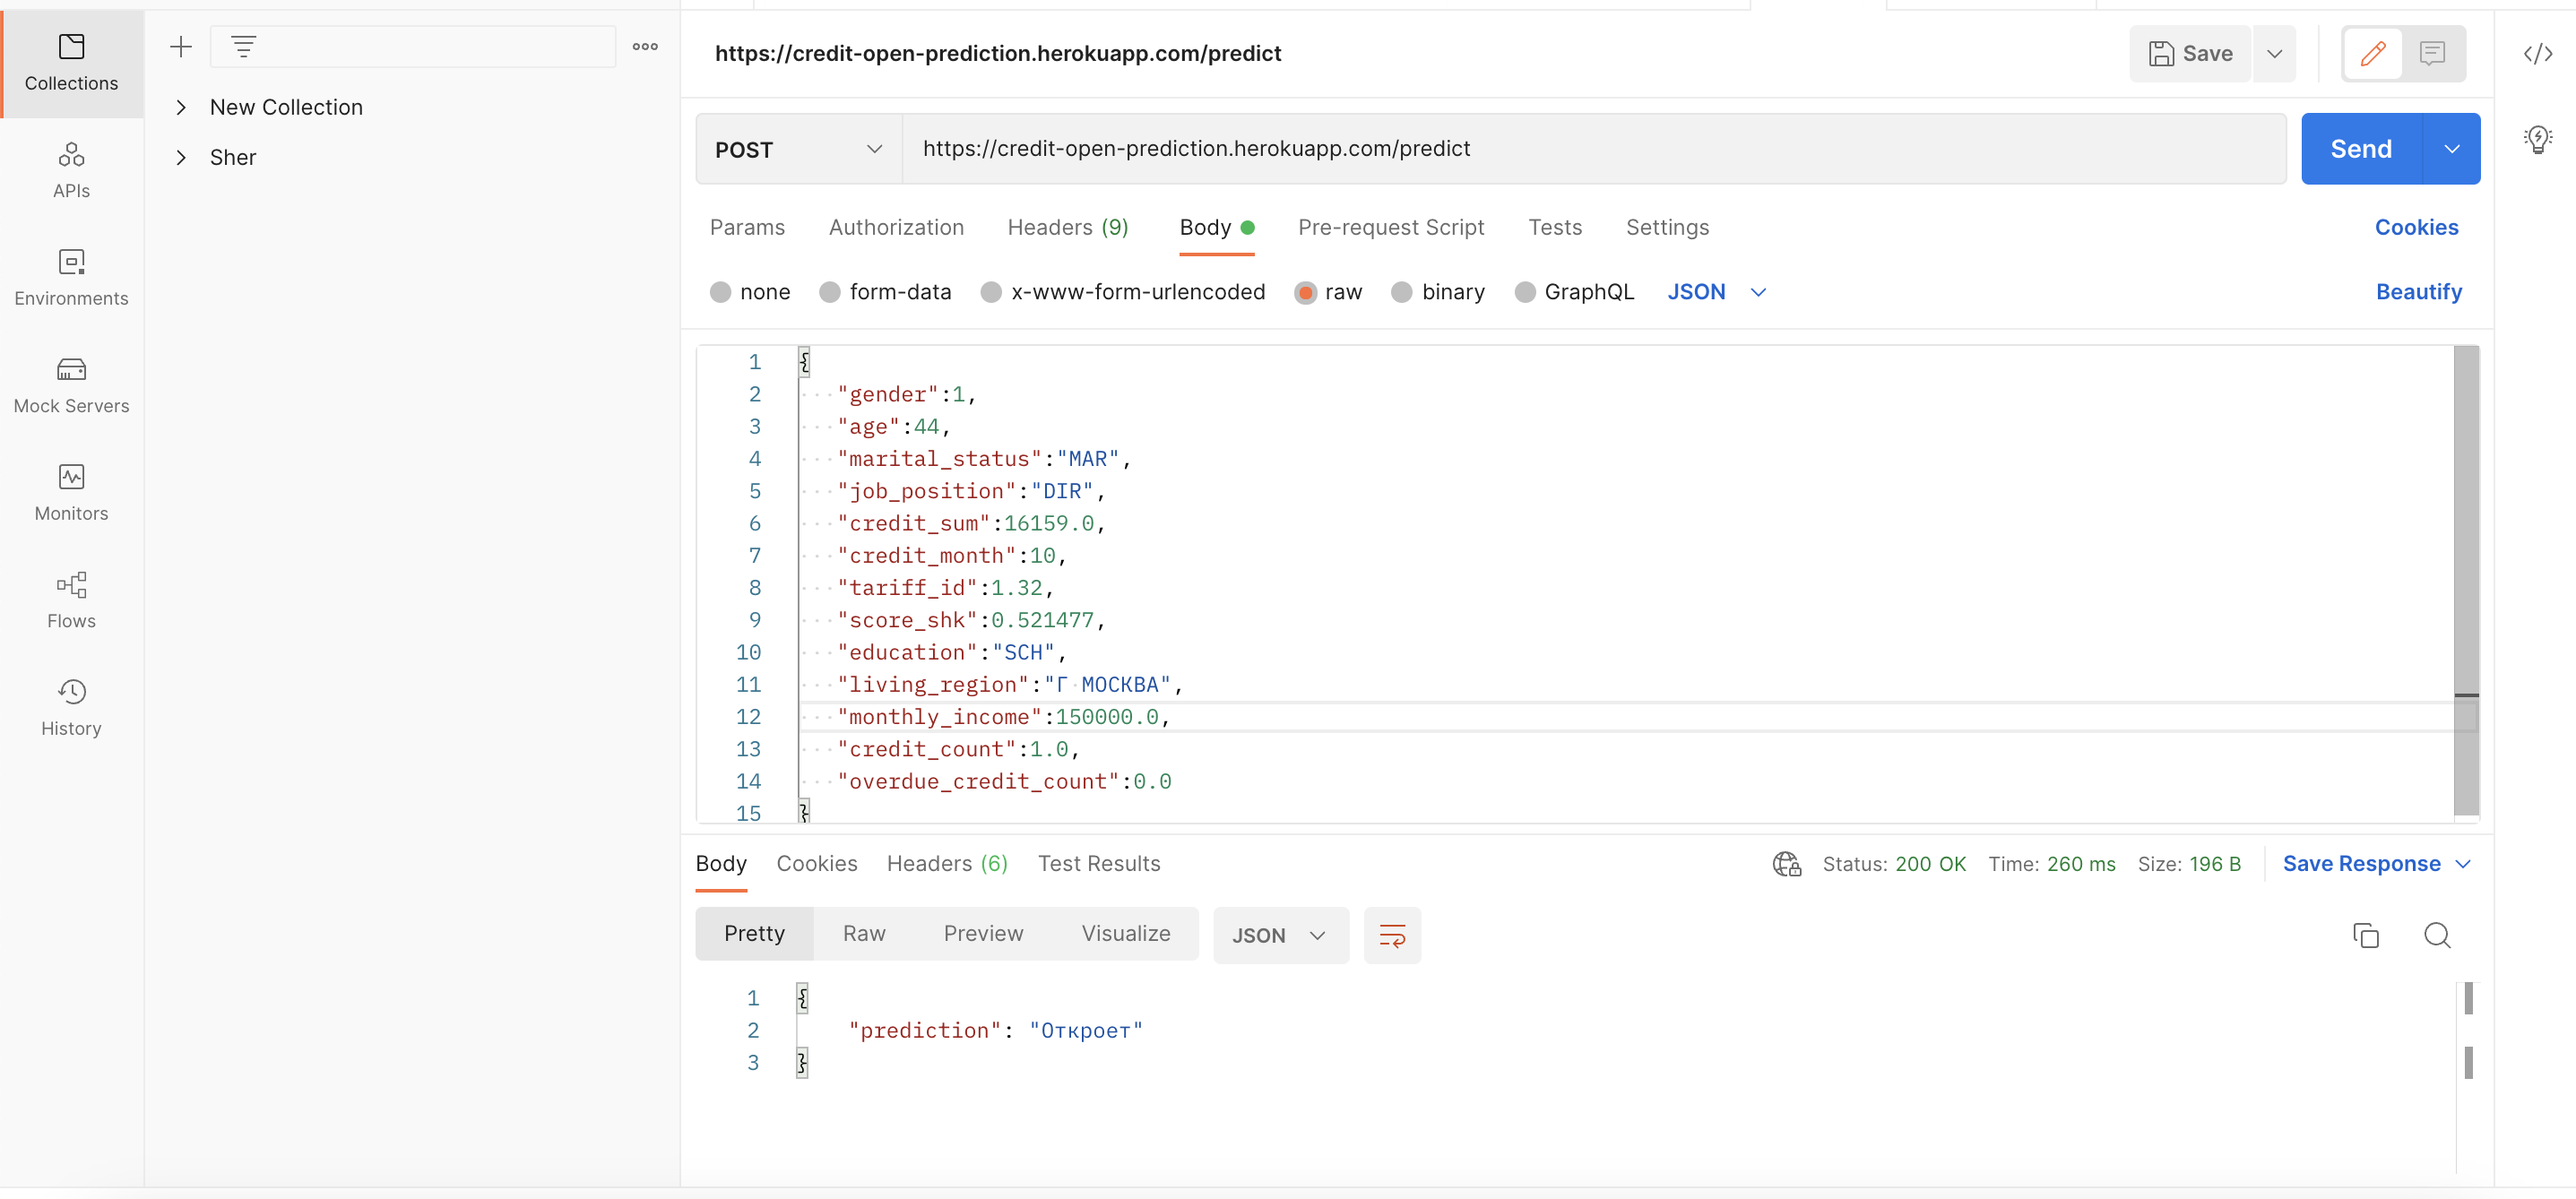 Collections
APIs
Environments
Mock Servers
Monitors
Flows
History
New Collection
Sher
https://credit-open-prediction.herokuapp.com/predict
Save
POST
https://credit-open-prediction.herokuapp.com/predict
Send
Params Authorization Headers (9) Body Pre-request Script Tests Settings Cookies
none form-data x-www-form-urlencoded raw binary GraphQL JSON Beautify
1 {
2 "gender":1,
3 "age":44,
4 "marital_status":"MAR",
5 "job_position":"DIR",
6 "credit_sum":16159.0,
7 "credit_month":10,
8 "tariff_id":1.32,
9 "score_shk":0.521477,
10 "education":"SCH",
11 "living_region":"Г МОСКВА",
12 "monthly_income":150000.0,
13 "credit_count":1.0,
14 "overdue_credit_count":0.0
15 }
Body Cookies Headers (6) Test Results Status: 200 OK Time: 260 ms Size: 196 B Save Response
Pretty Raw Preview Visualize JSON
1 {
2 "prediction": "Откроет"
3 }